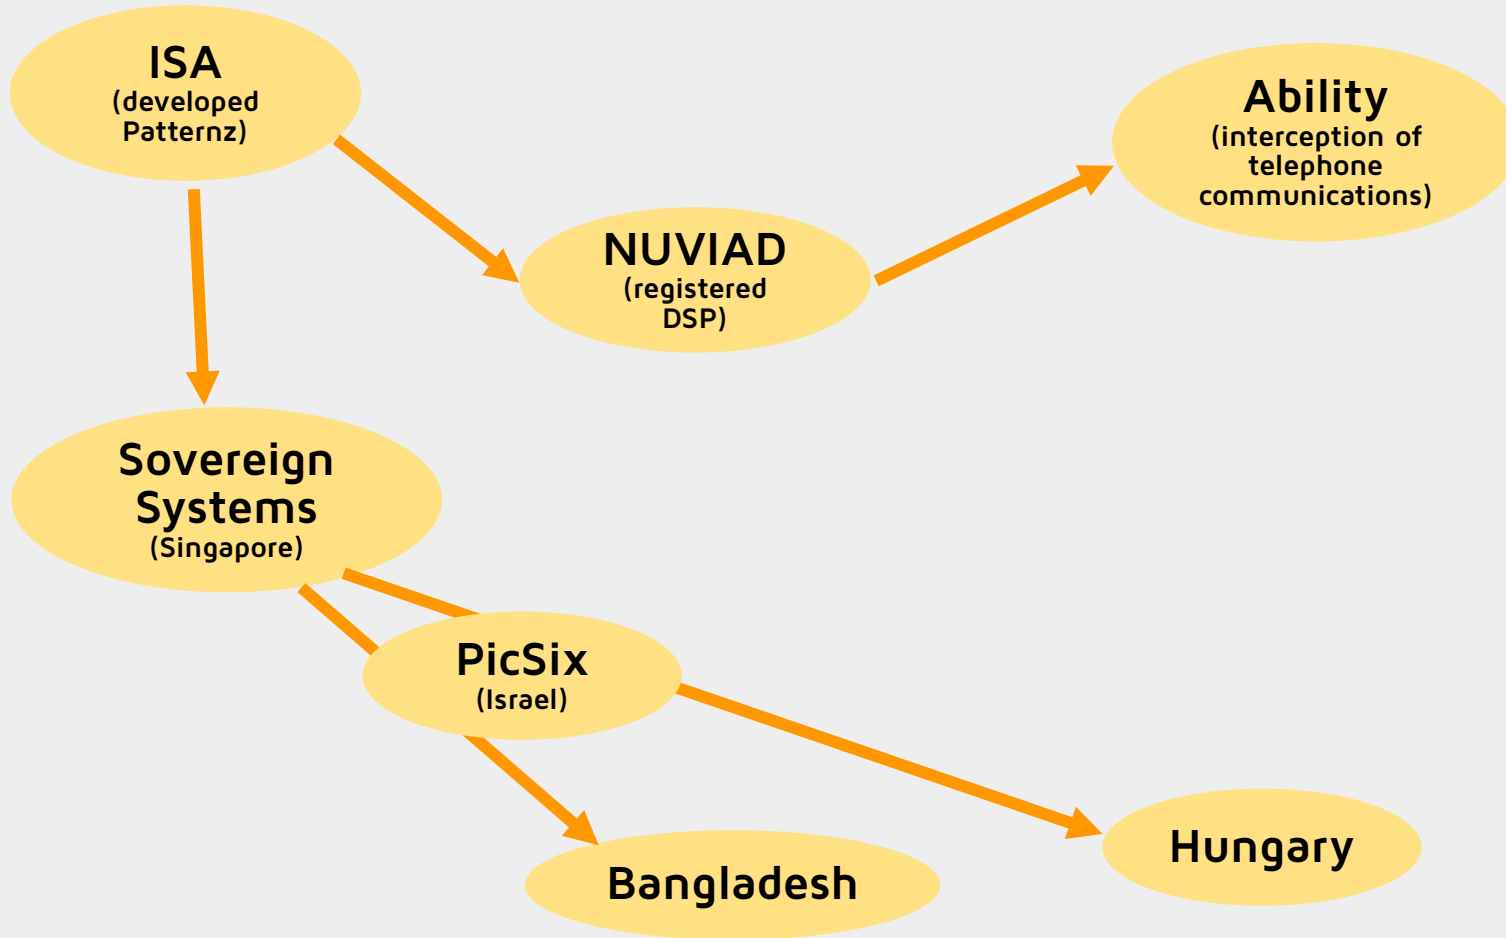 ISA
(developed
Patternz)
Ability
(interception of
telephone
communications)
NUVIAD
(registered
DSP)
Sovereign
Systems
(Singapore)
PicSix
(Israel)
Hungary
Bangladesh